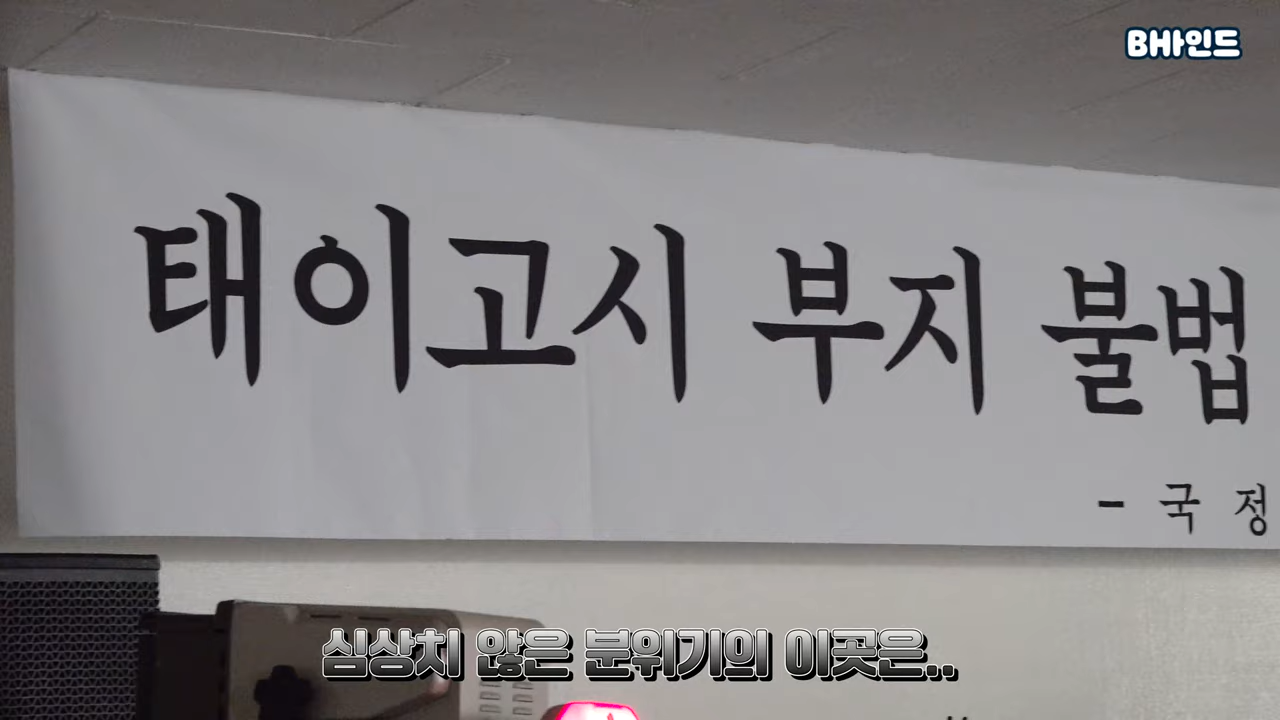 BH바인드
태이고시 부지 불법
- 국 정
심상치 않은 분위기의 이곳은..